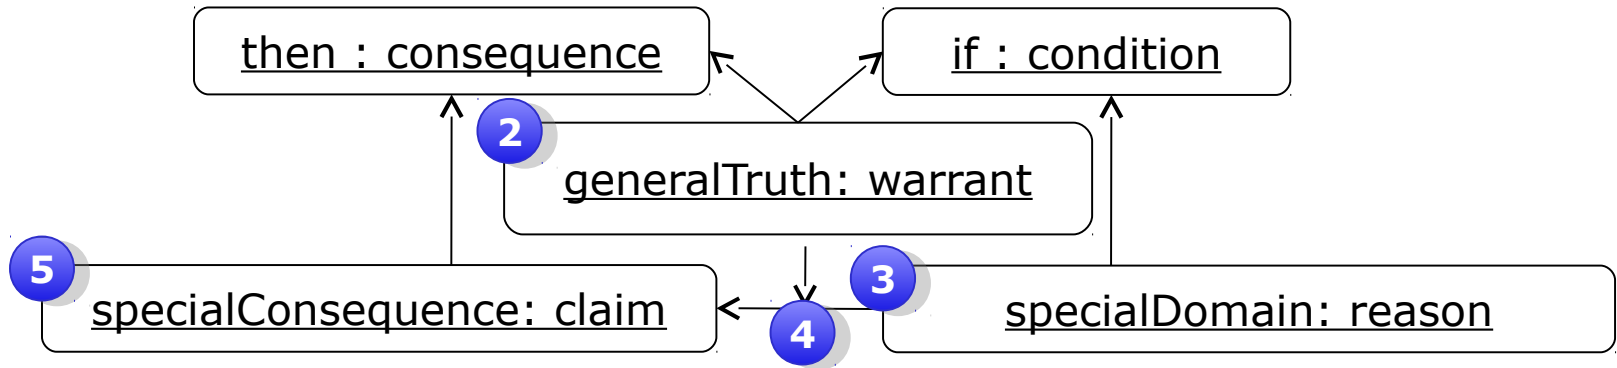 then : consequence
if : condition
2
generalTruth: warrant
5
specialConsequence: claim
4
3
specialDomain: reason